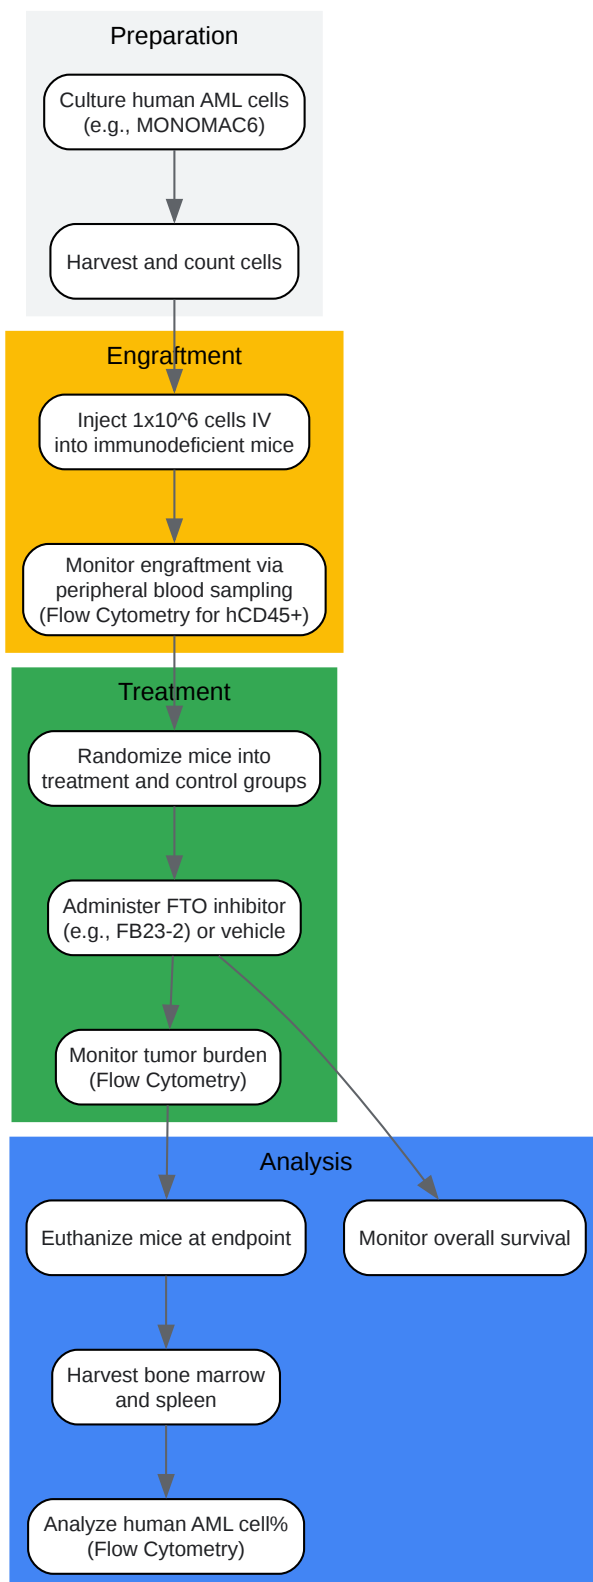 Preparation
Culture human AML cells
(e.g., MONOMAC6)
Harvest and count cells
Engraftment
Inject 1x10^6 cells IV
into immunodeficient mice
Monitor engraftment via
peripheral blood sampling
(Flow Cytometry for hCD45+)
Treatment
Randomize mice into
treatment and control groups
Administer FTO inhibitor
(e.g., FB23-2) or vehicle
Monitor tumor burden
(Flow Cytometry)
Analysis
Euthanize mice at endpoint
Monitor overall survival
Harvest bone marrow
and spleen
Analyze human AML cell%
(Flow Cytometry)